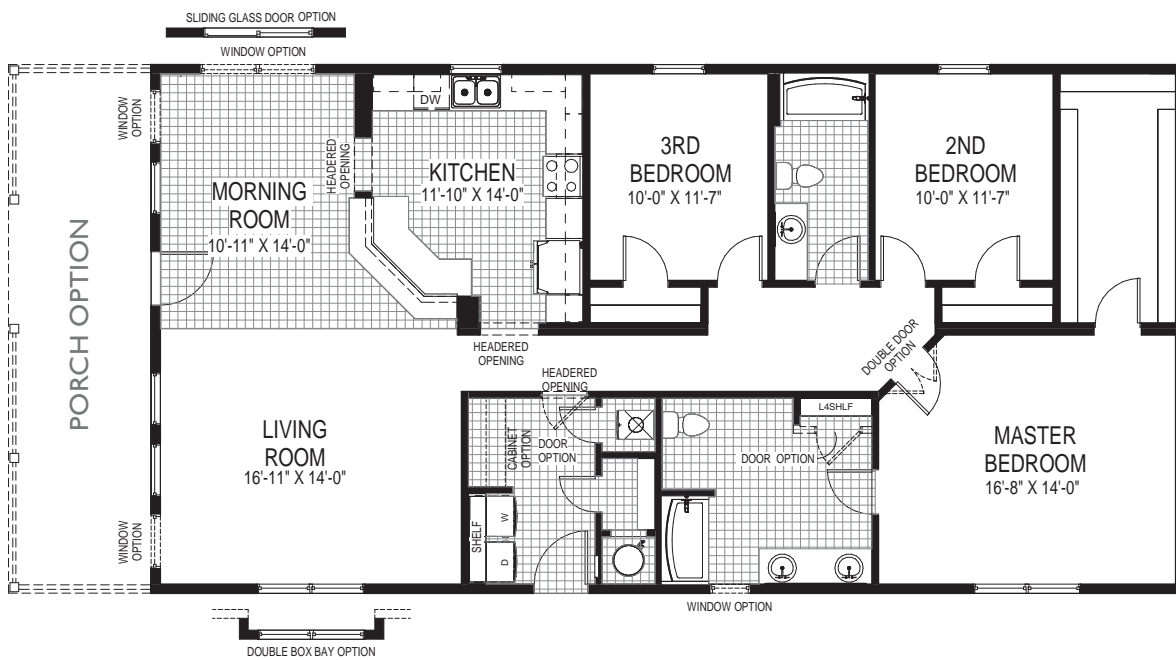 SLIDING GLASS DOOR OPTION
WINDOW OPTION
WINDOW
OPTION
DW
HEADERED
OPENING
KITCHEN
11'-10" X 14'-0"
MORNING
ROOM
10'-11" X 14'-0"
3RD
BEDROOM
10'-0" X 11'-7"
2ND
BEDROOM
10'-0" X 11'-7"
PORCH OPTION
HEADERED
OPENING
DOUBLE DOOR
OPTION
HEADERED
OPENING
LIVING
ROOM
16'-11" X 14'-0"
CABINET
OPTION
DOOR
OPTION
L4SHLF
DOOR OPTION
MASTER
BEDROOM
16'-8" X 14'-0"
SHELF
W
D
WINDOW
OPTION
WINDOW OPTION
DOUBLE BOX BAY OPTION